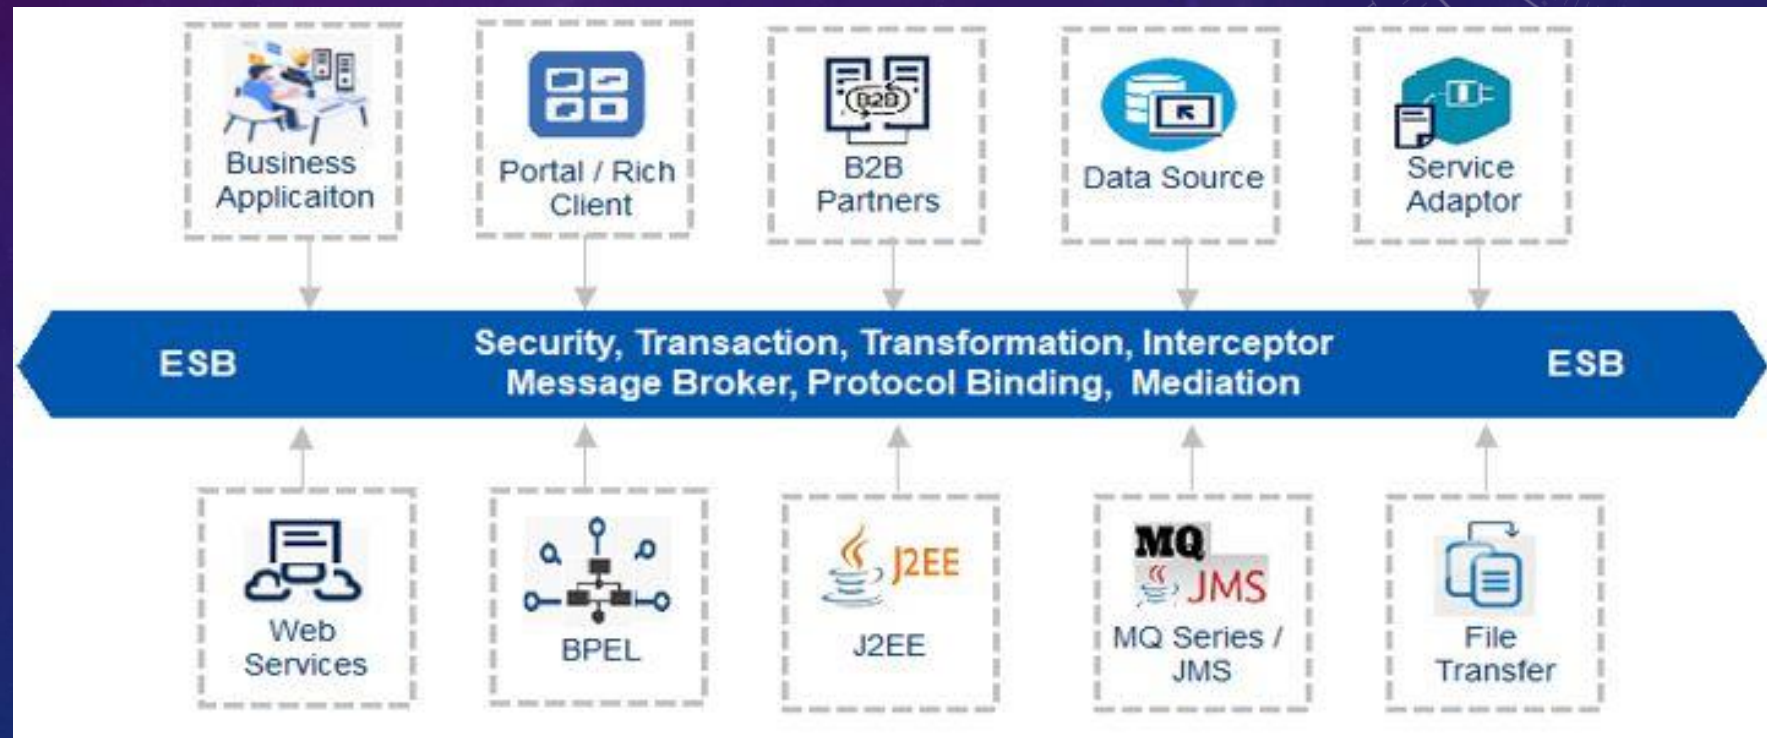 Business
Applicaiton
Portal / Rich
Client
B2B
B2B
Partners
Data Source
Service
Adaptor
ESB
Security, Transaction, Transformation, Interceptor
Message Broker, Protocol Binding, Mediation
ESB
Web
Services
BPEL
J2EE
J2EE
MQ
JMS
MQ Series /
JMS
File
Transfer